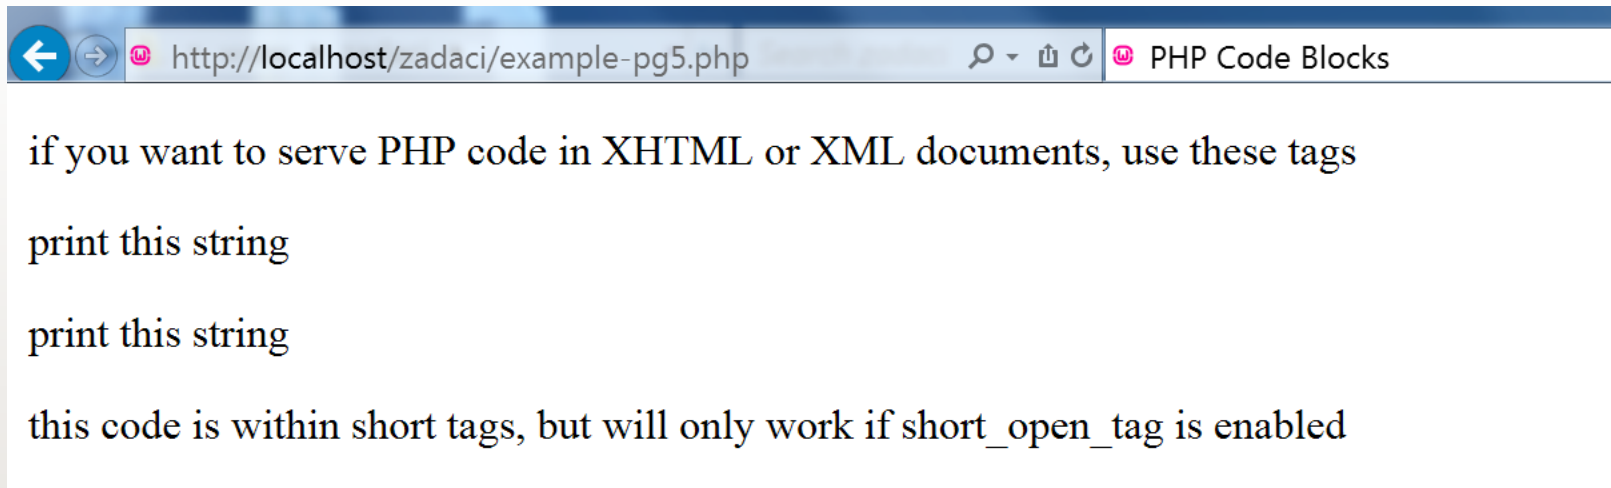 http://localhost/zadaci/example-pg5.php PHP Code Blocks
if you want to serve PHP code in XHTML or XML documents, use these tags
print this string
print this string
this code is within short tags, but will only work if short_open_tag is enabled